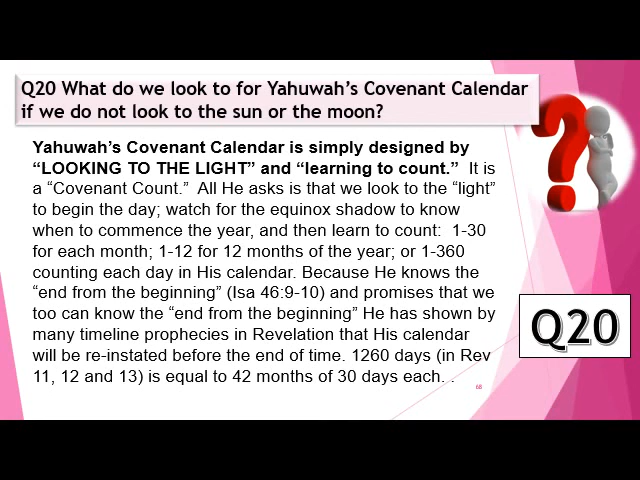 Q20 What do we look to for Yahuwah's Covenant Calendar
if we do not look to the sun or the moon?
Yahuwah's Covenant Calendar is simply designed by
“LOOKING TO THE LIGHT” and “learning to count.” It is
a “Covenant Count.” All He asks is that we look to the “light”
to begin the day; watch for the equinox shadow to know
when to commence the year, and then learn to count: 1-30
for each month; 1-12 for 12 months of the year; or 1-360
counting each day in His calendar. Because He knows the
“end from the beginning” (Isa 46:9-10) and promises that we
too can know the “end from the beginning” He has shown by
many timeline prophecies in Revelation that His calendar
will be re-instated before the end of time. 1260 days (in Rev
11, 12 and 13) is equal to 42 months of 30 days each. .
Q20
68